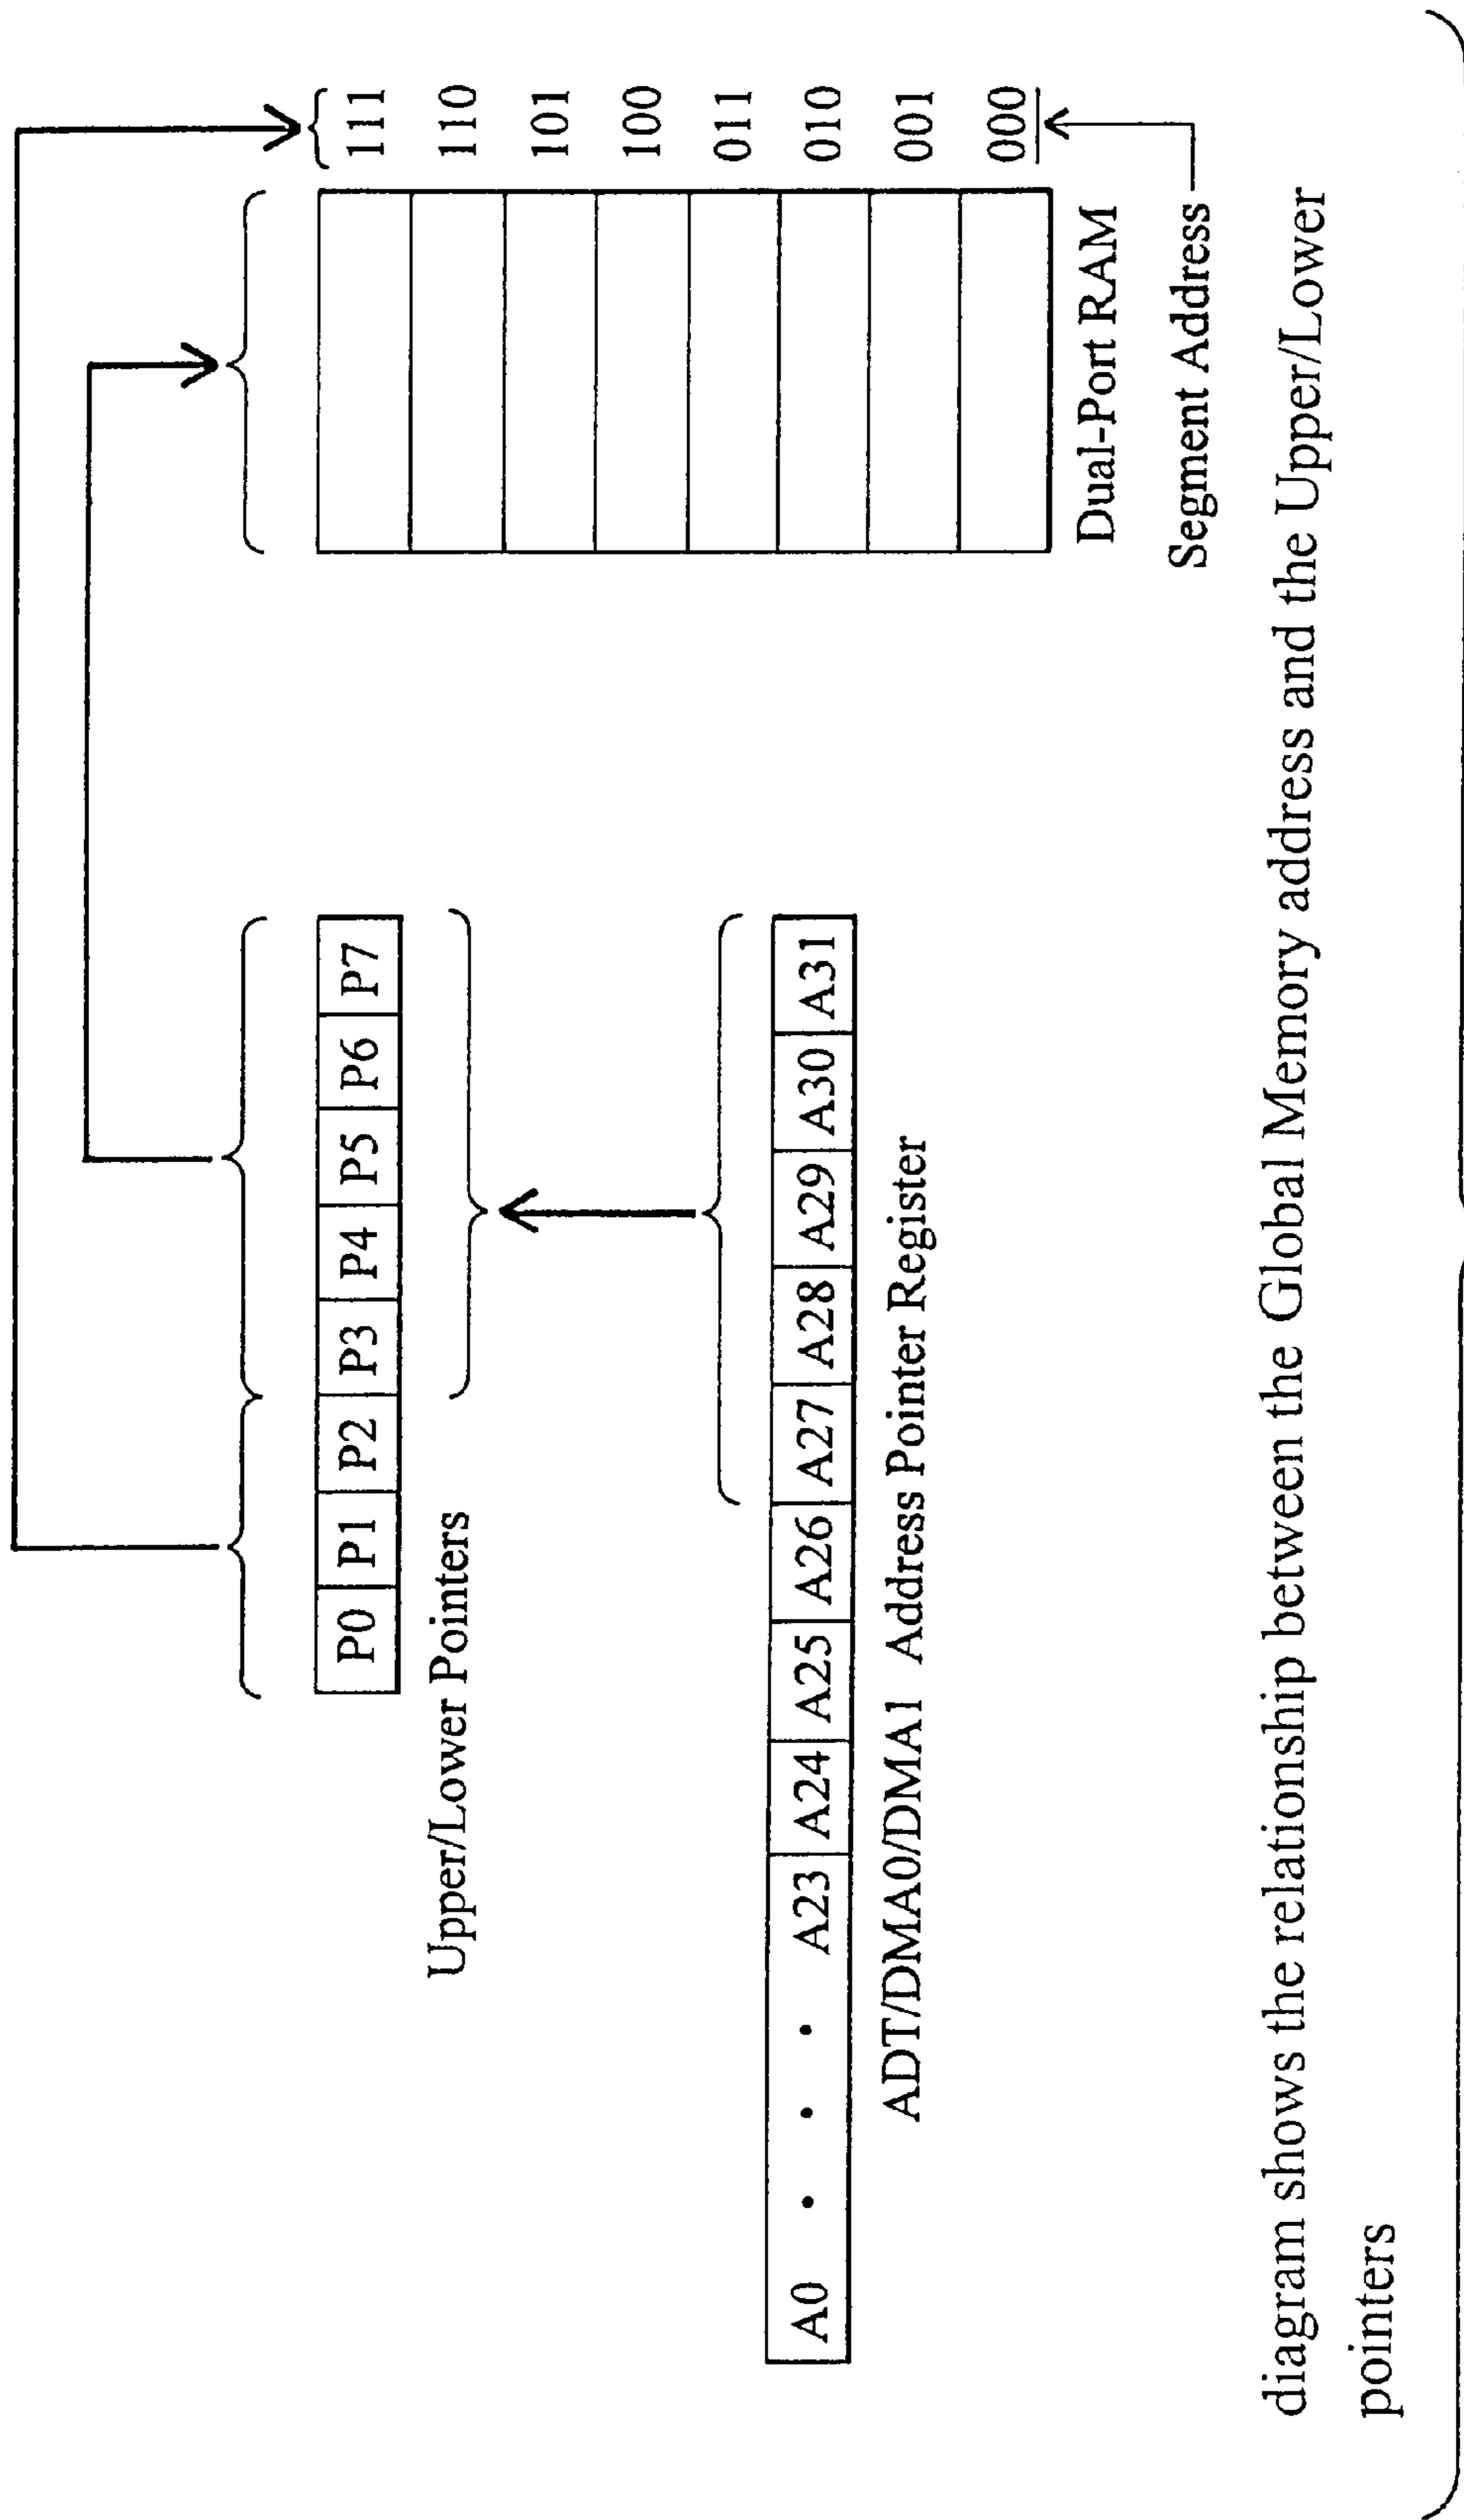 P0 P1 P2 P3 P4 P5 P6 P7
Upper/Lower Pointers
A0 . . . A23 A24 A25 A26 A27 A28 A29 A30 A31
ADT/DMA0/DMA1 Address Pointer Register
111
110
101
100
011
010
001
000
Dual-Port RAM
Segment Address
diagram shows the relationship between the Global Memory address and the Upper/Lower
pointers